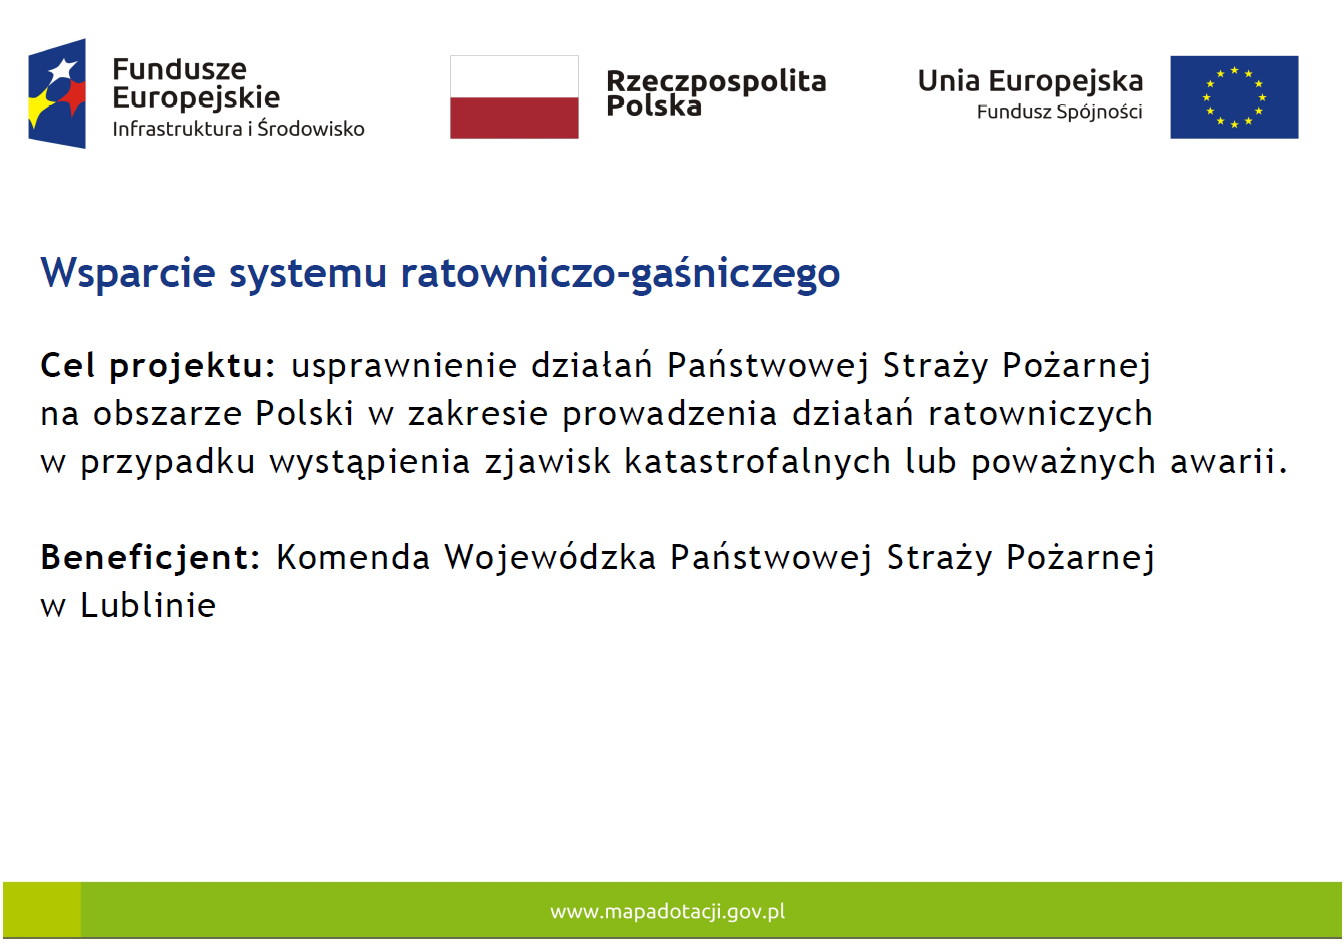 Fundusze
Europejskie
Infrastruktura i Środowisko
Rzeczpospolita
Polska
Unia Europejska
Fundusz Spójności
Wsparcie systemu ratowniczo-gaśniczego
Cel projektu: usprawnienie działań Państwowej Straży Pożarnej
na obszarze Polski w zakresie prowadzenia działań ratowniczych
w przypadku wystąpienia zjawisk katastrofalnych lub poważnych awarii.
Beneficjent: Komenda Wojewódzka Państwowej Straży Pożarnej
w Lublinie
www.mapadotacji.gov.pl